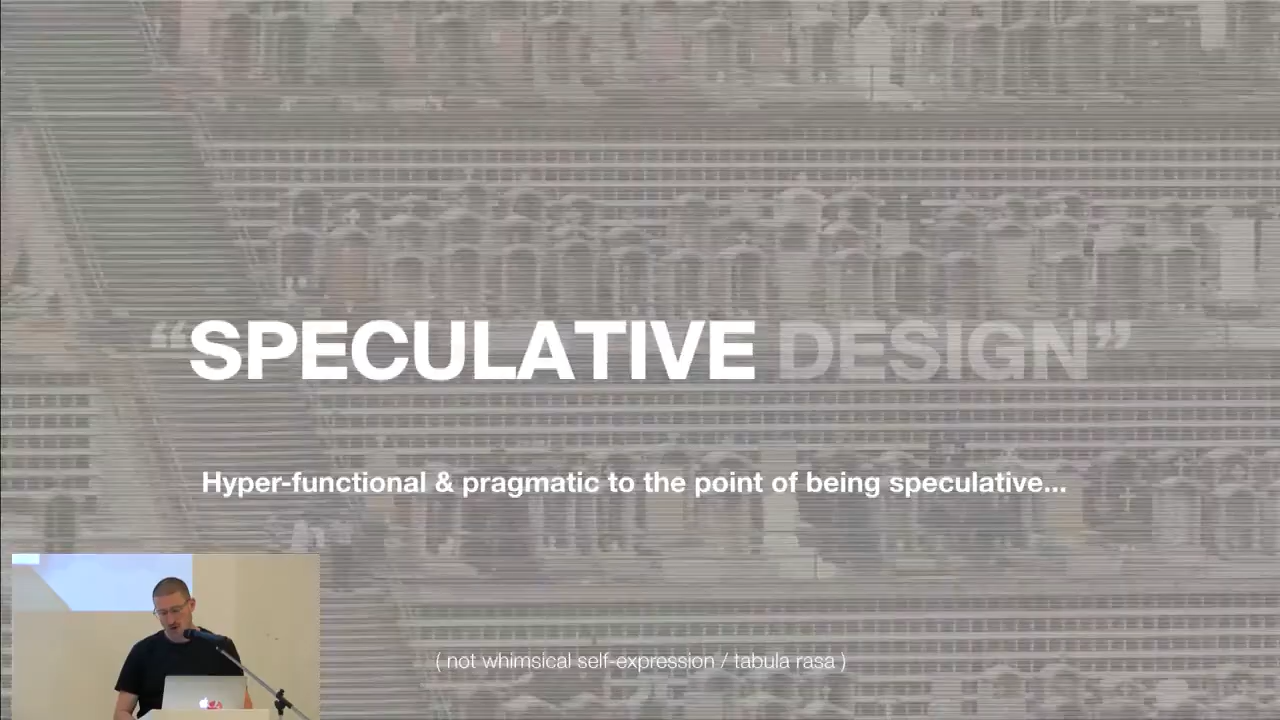 “SPECULATIVE DESIGN”
Hyper-functional & pragmatic to the point of being speculative...
( not whimsical self-expression / tabula rasa )